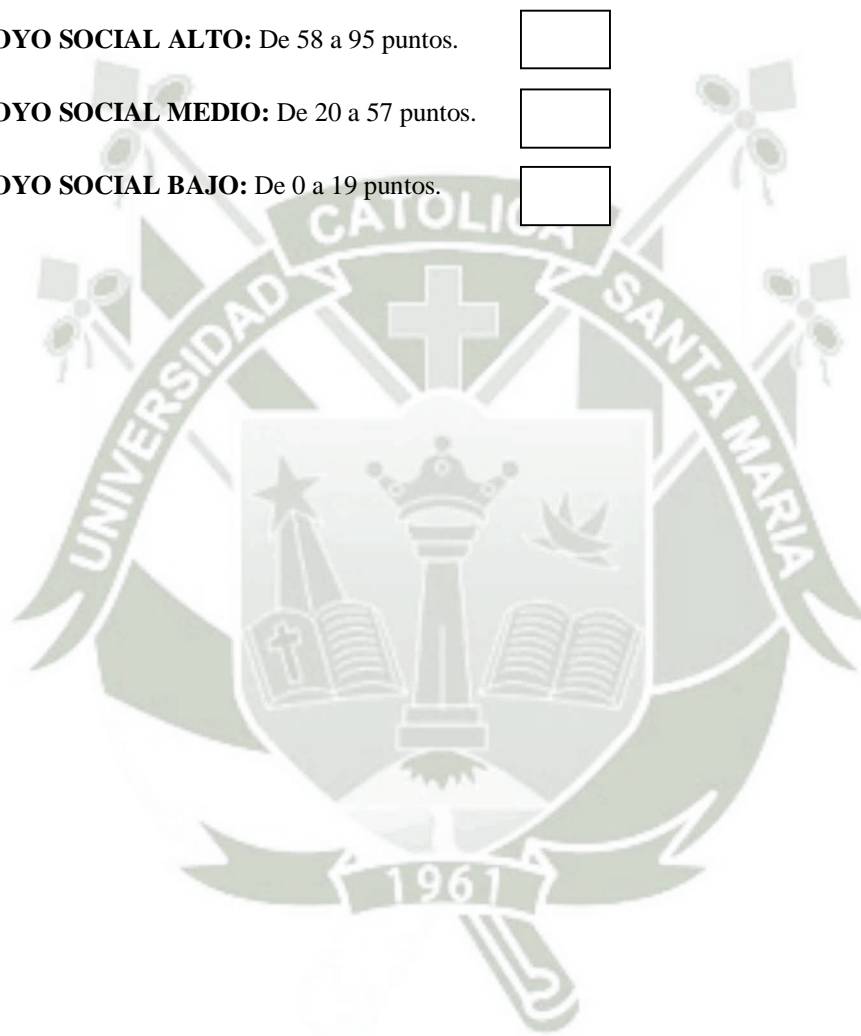 OYO SOCIAL ALTO: De 58 a 95 puntos.
OYO SOCIAL MEDIO: De 20 a 57 puntos.
OYO SOCIAL BAJO: De 0 a 19 puntos.
UNIVERSIDAD CATOLICA SANTA MARIA
1961